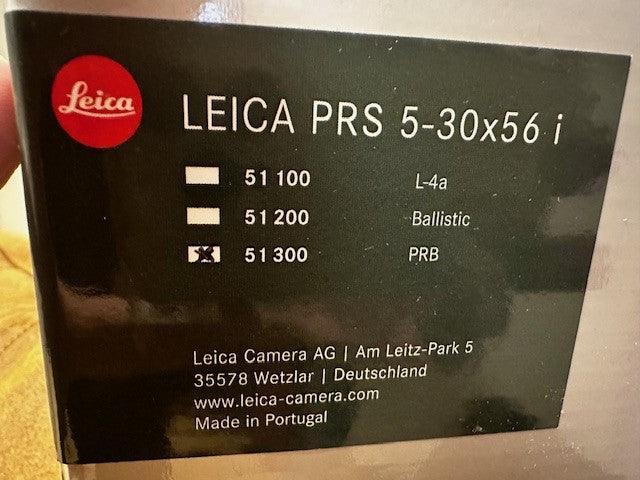 Leica
LEICA PRS 5-30x56 i
51 100 L-4a
51 200 Ballistic
51 300 PRB
Leica Camera AG | Am Leitz-Park 5
35578 Wetzlar | Deutschland
www.leica-camera.com
Made in Portugal